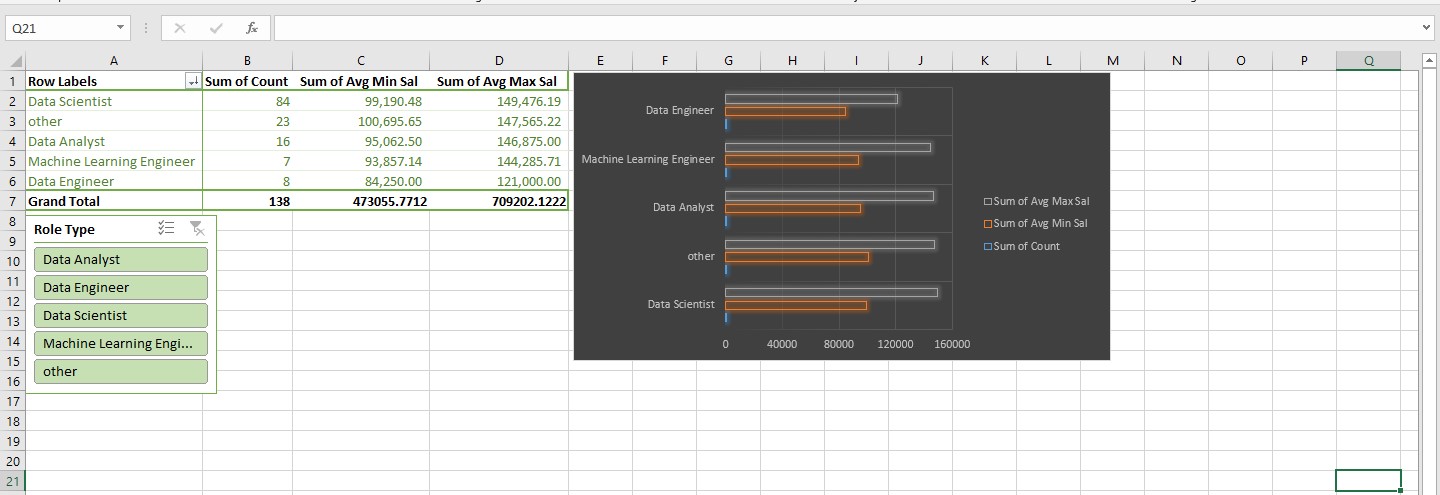 Q21
fx
A B C D E F G H I J K L M N O P Q
1 Row Labels Sum of Count Sum of Avg Min Sal Sum of Avg Max Sal
2 Data Scientist 84 99,190.48 149,476.19
3 other 23 100,695.65 147,565.22
4 Data Analyst 16 95,062.50 146,875.00
5 Machine Learning Engineer 7 93,857.14 144,285.71
6 Data Engineer 8 84,250.00 121,000.00
7 Grand Total 138 473055.7712 709202.1222
8
9
10
11
12
13
14
15
16
17
18
19
20
21
Role Type
Data Analyst
Data Engineer
Data Scientist
Machine Learning Engi...
other
Data Engineer
Machine Learning Engineer
Data Analyst
other
Data Scientist
0 40000 80000 120000 160000
Sum of Avg Max Sal
Sum of Avg Min Sal
Sum of Count